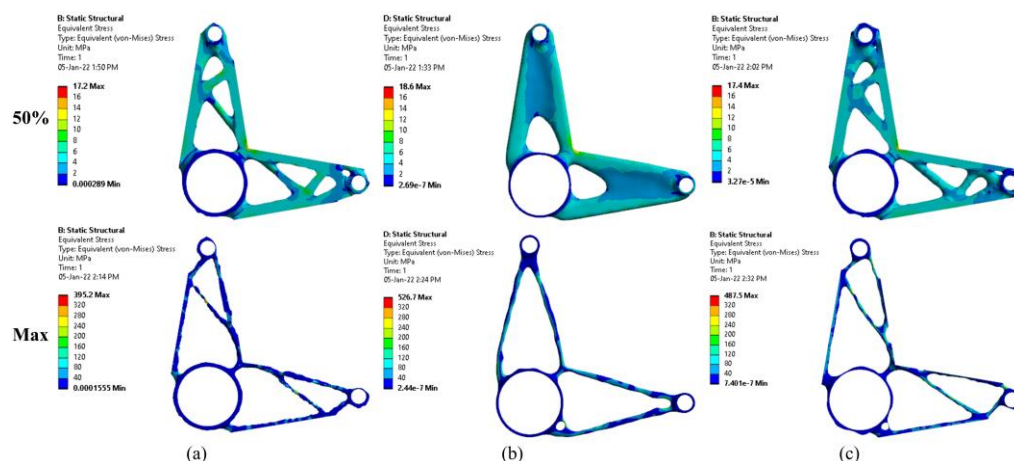 B: Static Structural
Equivalent Stress
Type: Equivalent (von-Mises) Stress
Unit: MPa
Time: 1
05-Jan-22 1:50 PM
17.2 Max
16
14
12
10
8
6
4
2
0.000289 Min
D: Static Structural
Equivalent Stress
Type: Equivalent (von-Mises) Stress
Unit: MPa
Time: 1
05-Jan-22 1:33 PM
18.6 Max
16
14
12
10
8
6
4
2
2.69e-7 Min
C: Static Structural
Equivalent Stress
Type: Equivalent (von-Mises) Stress
Unit: MPa
Time: 1
05-Jan-22 2:02 PM
17.4 Max
16
14
12
10
8
6
4
2
3.27e-5 Min
50%
B: Static Structural
Equivalent Stress
Type: Equivalent (von-Mises) Stress
Unit: MPa
Time: 1
05-Jan-22 2:14 PM
395.2 Max
320
280
240
200
160
120
80
40
0.0001555 Min
D: Static Structural
Equivalent Stress
Type: Equivalent (von-Mises) Stress
Unit: MPa
Time: 1
05-Jan-22 2:24 PM
526.7 Max
320
280
240
200
160
120
80
40
2.44e-7 Min
B: Static Structural
Equivalent Stress
Type: Equivalent (von-Mises) Stress
Unit: MPa
Time: 1
05-Jan-22 2:32 PM
487.5 Max
320
280
240
200
160
120
80
40
7.401e-7 Min
Max
(a)
(b)
(c)